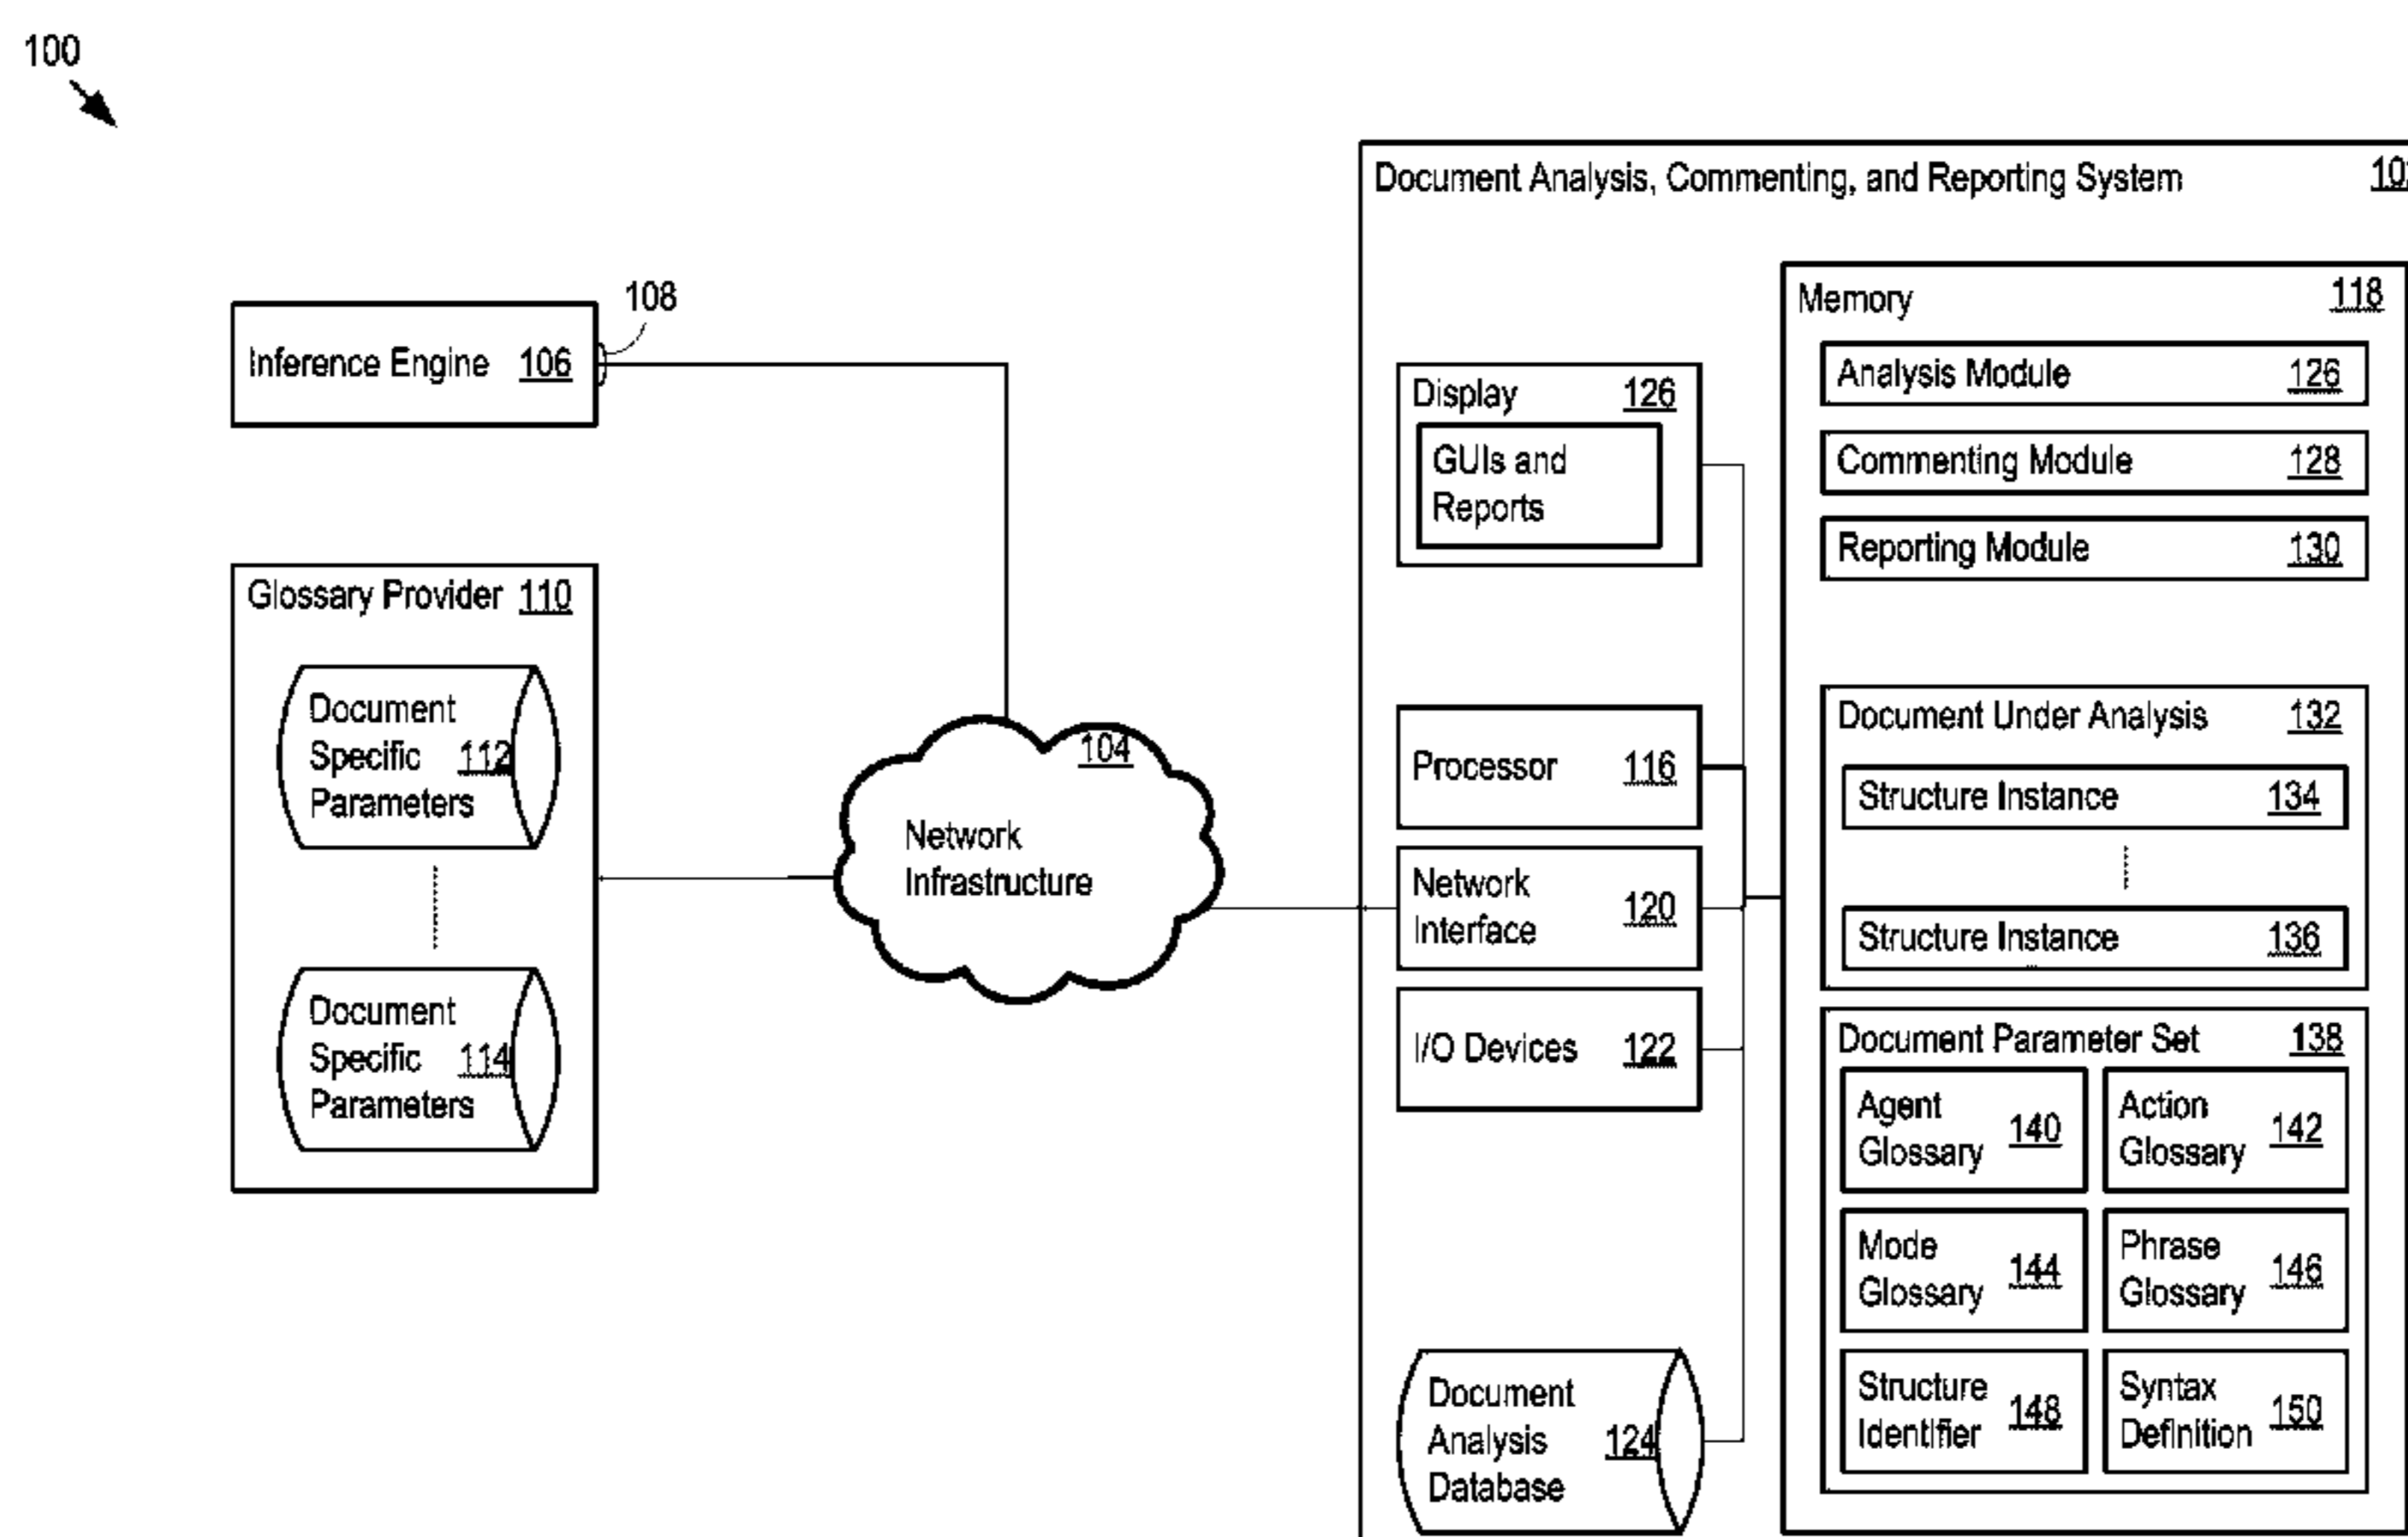 100
Document Analysis, Commenting, and Reporting System
Inference Engine 106
108
Glossary Provider 110
Document
Specific 112
Parameters
Document
Specific 114
Parameters
104
Network
Infrastructure
Display 126
GUIs and
Reports
Processor 116
Network
Interface 120
I/O Devices 122
Document
Analysis 124
Database
Memory 118
Analysis Module 126
Commenting Module 128
Reporting Module 130
Document Under Analysis 132
Structure Instance 134
Structure Instance 136
Document Parameter Set 138
Agent
Glossary 140
Action
Glossary 142
Mode
Glossary 144
Phrase
Glossary 146
Structure
Identifier 148
Syntax
Definition 150